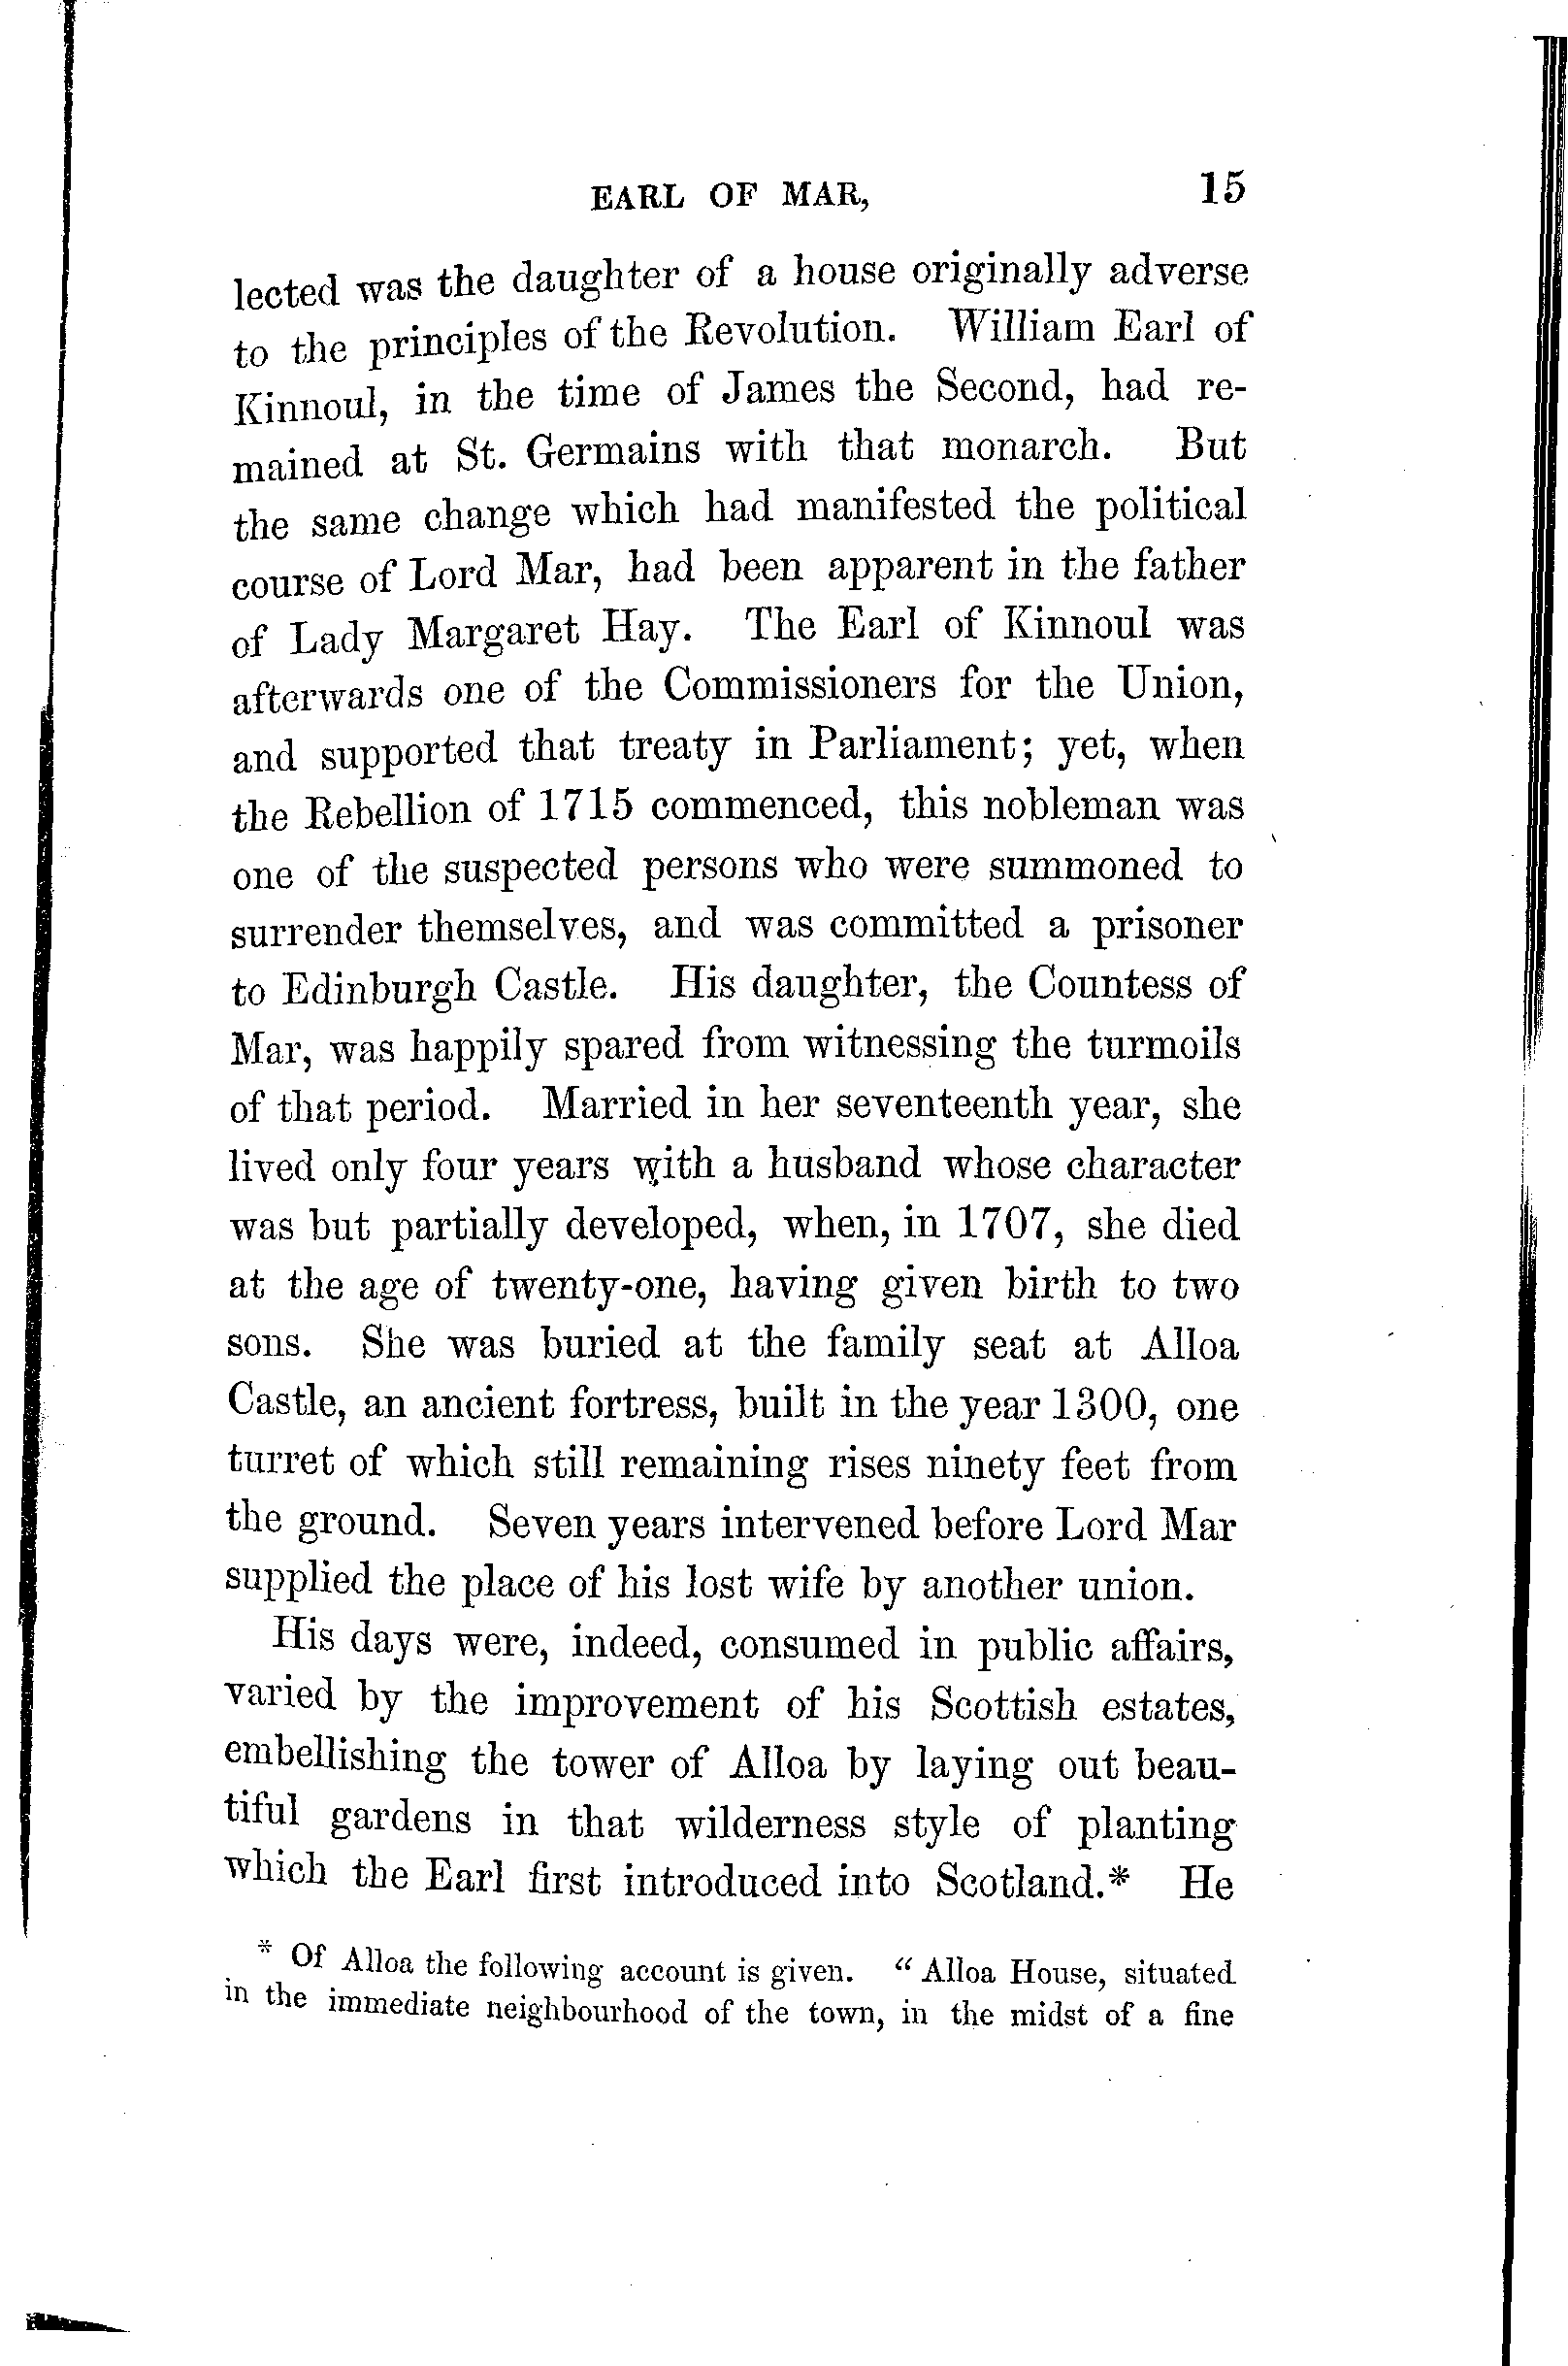 EARL OF MAR, 15
lected was the daughter of a house originally adverse
to the principles of the Revolution. William Earl of
Kinnoul, in the time of James the Second, had re-
mained at St. Germains with that monarch. But
the same change which had manifested the political
course of Lord Mar, had been apparent in the father
of Lady Margaret Hay. The Earl of Kinnoul was
afterwards one of the Commissioners for the Union,
and supported that treaty in Parliament; yet, when
the Rebellion of 1715 commenced, this nobleman was
one of the suspected persons who were summoned to
surrender themselves, and was committed a prisoner
to Edinburgh Castle. His daughter, the Countess of
Mar, was happily spared from witnessing the turmoils
of that period. Married in her seventeenth year, she
lived only four years with a husband whose character
was but partially developed, when, in 1707, she died
at the age of twenty-one, having given birth to two
sons. She was buried at the family seat at Alloa
Castle, an ancient fortress, built in the year 1300, one
turret of which still remaining rises ninety feet from
the ground. Seven years intervened before Lord Mar
supplied the place of his lost wife by another union.
His days were, indeed, consumed in public affairs,
varied by the improvement of his Scottish estates,
embellishing the tower of Alloa by laying out beau-
tiful gardens in that wilderness style of planting
which the Earl first introduced into Scotland.* He
* Of Alloa the following account is given. “ Alloa House, situated
in the immediate neighbourhood of the town, in the midst of a fine